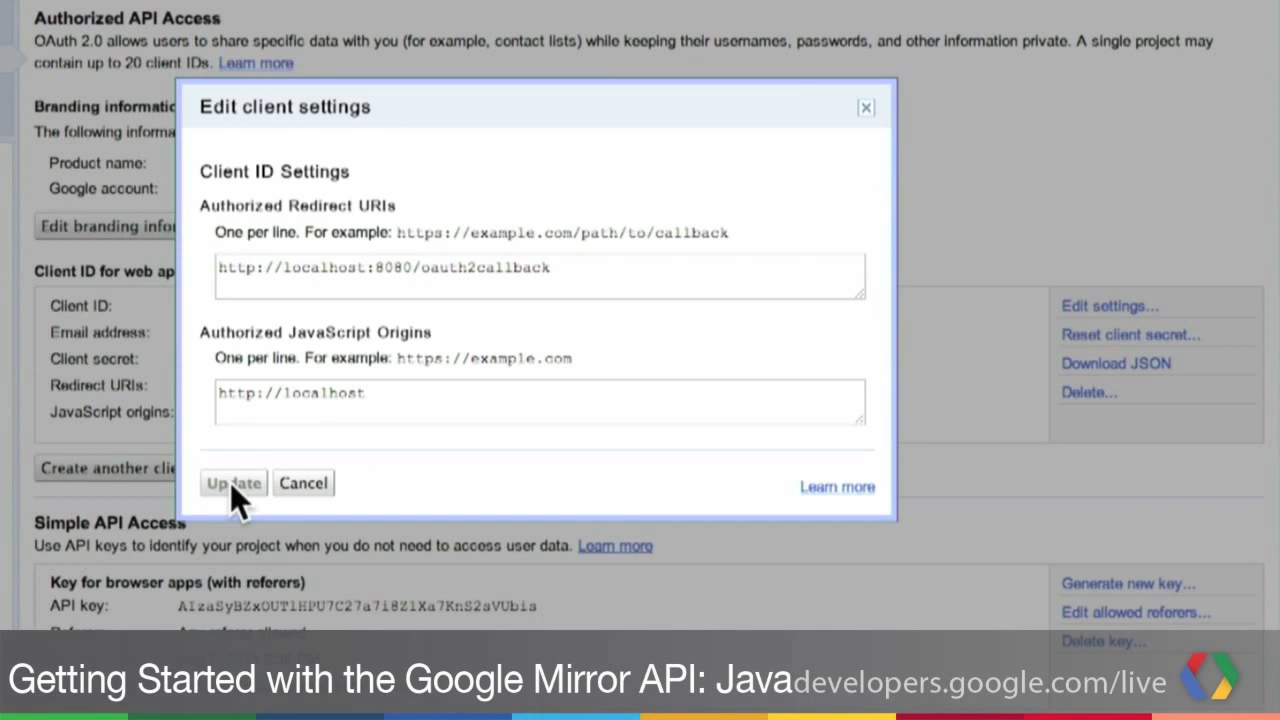 Authorized API Access
OAuth 2.0 allows users to share specific data with you (for example, contact lists) while keeping their usernames, passwords, and other information private. A single project may
contain up to 20 client IDs. Learn more
Branding informatic
The following informa
Product name:
Google account:
Edit branding infor
Client ID for web ap
Client ID:
Email address:
Client secret:
Redirect URIs:
JavaScript origins:
Edit settings...
Reset client secret...
Download JSON
Delete...
Create another clie
Edit client settings
Client ID Settings
Authorized Redirect URIs
One per line. For example: https://example.com/path/to/callback
http://localhost:8080/oauth2callback
Authorized JavaScript Origins
One per line. For example: https://example.com
http://localhost
Update Cancel
Learn more
Simple API Access
Use API keys to identify your project when you do not need to access user data. Learn more
Key for browser apps (with referers)
API key:
Generate new key...
Edit allowed referers...
Delete key...
Getting Started with the Google Mirror API: Java
developers.google.com/live